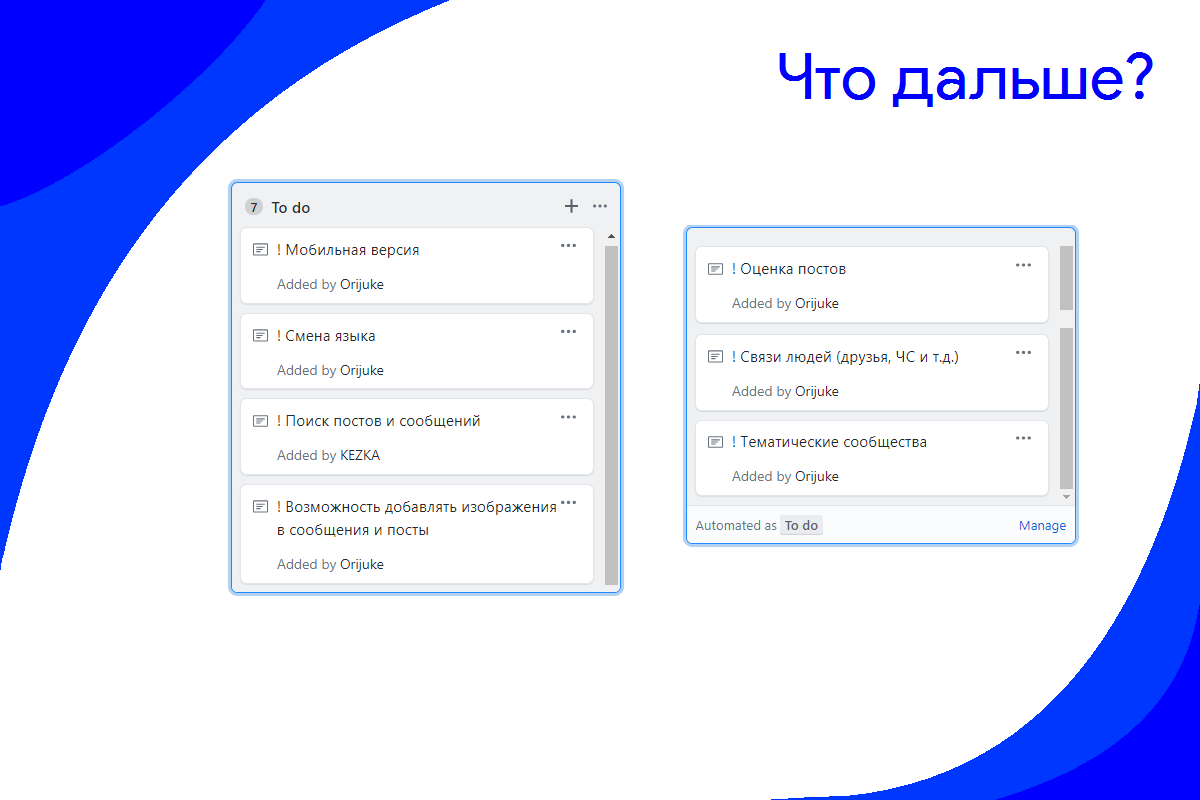 Что дальше?
7 To do
! Мобильная версия
Added by Orijuke
! Смена языка
Added by Orijuke
! Поиск постов и сообщений
Added by KEZKA
! Возможность добавлять изображения
в сообщения и посты
Added by Orijuke
! Оценка постов
Added by Orijuke
! Связи людей (друзья, ЧС и т.д.)
Added by Orijuke
! Тематические сообщества
Added by Orijuke
Automated as To do Manage